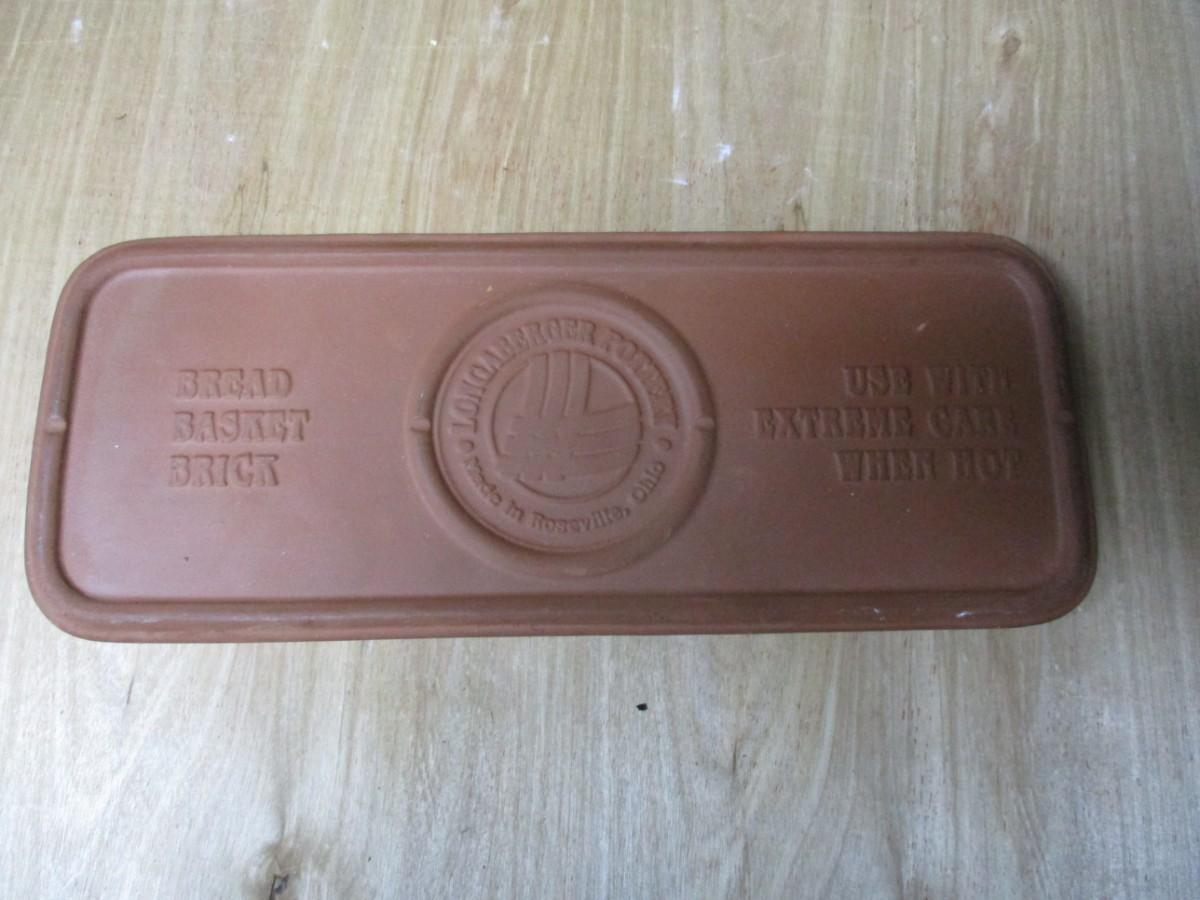 BREAD
BASKET
BRICK
• LONGABERGER POTTERY •
Made in Roseville, Ohio
USE WITH
EXTREME CARE
WHEN HOT